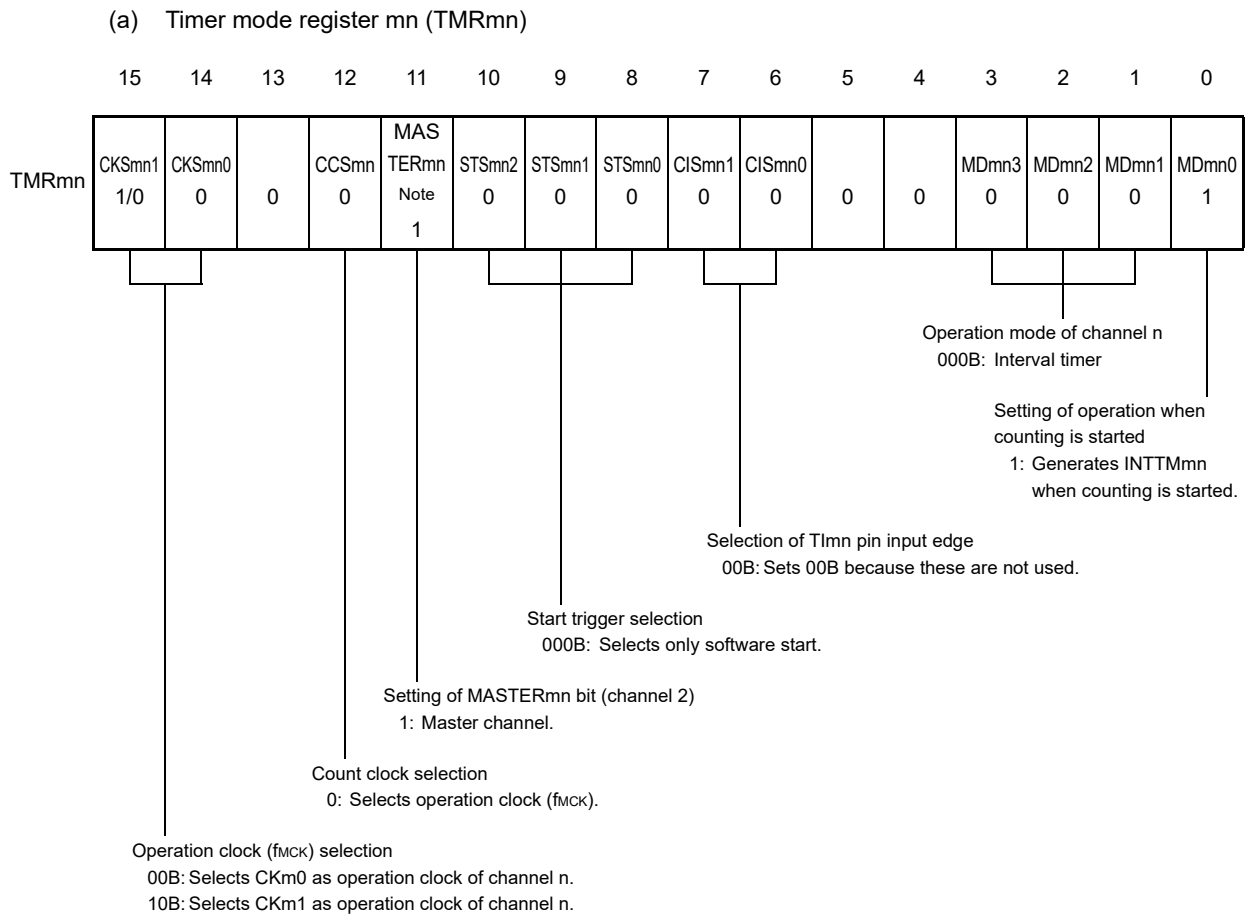 (a) Timer mode register mn (TMRmn)
15 14 13 12 11 10 9 8 7 6 5 4 3 2 1 0
TMRmn
CKSmn1
1/0
CKSmn0
0
0
CCSmn
0
MAS
TERmn
Note
1
STSmn2
0
STSmn1
0
STSmn0
0
CISmn1
0
CISmn0
0
0
0
MDmn3
0
MDmn2
0
MDmn1
0
MDmn0
1
Operation mode of channel n
000B: Interval timer
Setting of operation when
counting is started
1: Generates INTTMmn
when counting is started.
Selection of TImn pin input edge
00B: Sets 00B because these are not used.
Start trigger selection
000B: Selects only software start.
Setting of MASTERmn bit (channel 2)
1: Master channel.
Count clock selection
0: Selects operation clock (fMCK).
Operation clock (fMCK) selection
00B: Selects CKm0 as operation clock of channel n.
10B: Selects CKm1 as operation clock of channel n.